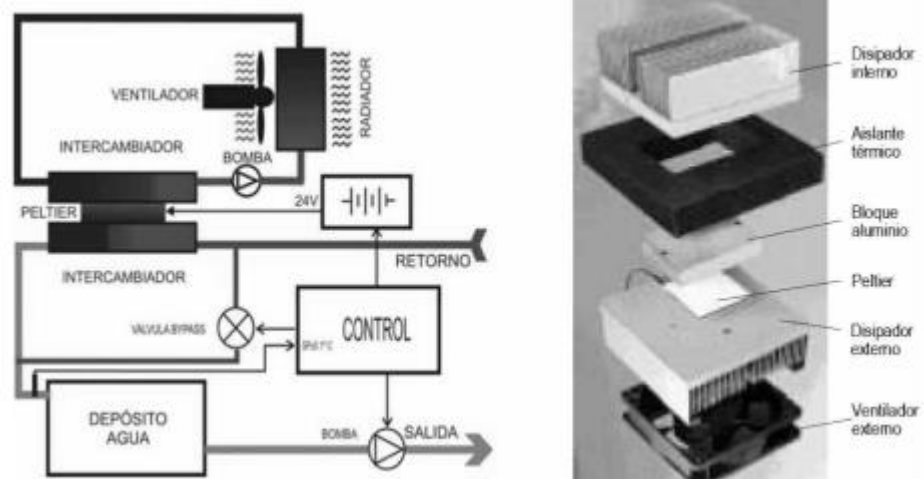 VENTILADOR
RADIADOR
INTERCAMBIADOR
BOMBA
PELTIER
24V
INTERCAMBIADOR
RETORNO
VALVULA BYPASS
CONTROL
DEPÓSITO
AGUA
BOMBA
SALIDA
Disipador
interno
Aislante
térmico
Bloque
aluminio
Peltier
Disipador
externo
Ventilador
externo